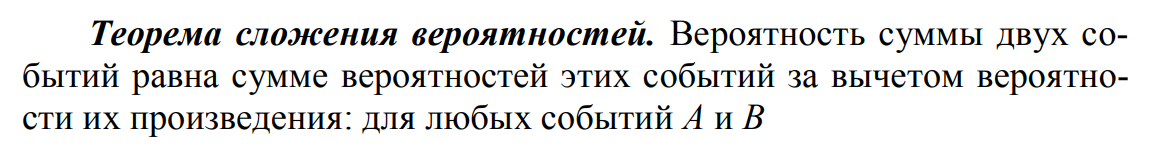 Теорема сложения вероятностей. Вероятность суммы двух со-
бытий равна сумме вероятностей этих событий за вычетом вероятно-
сти их произведения: для любых событий A и B